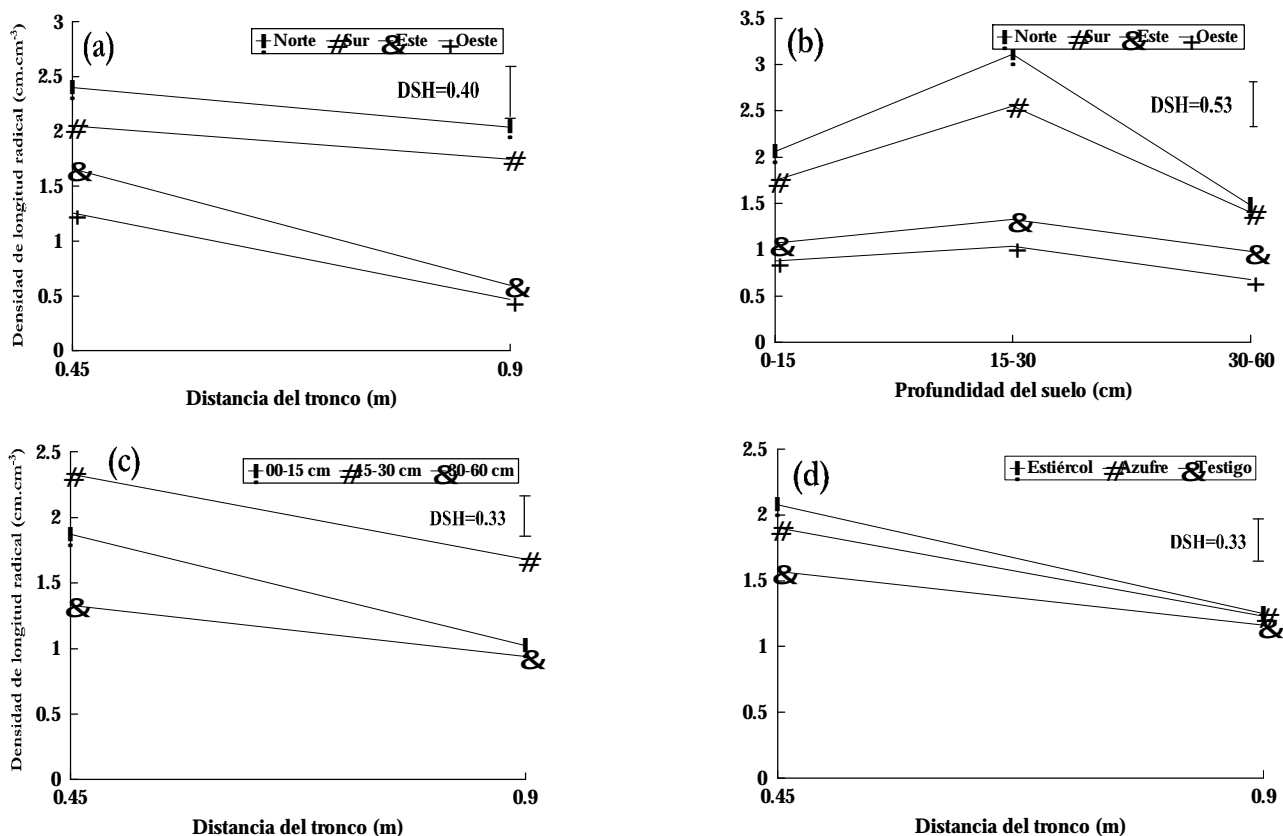 (a)
Norte Sur Este Oeste
DSH=0.40
Densidad de longitud radical (cm.cm-3)
3
2.5
2
1.5
1
0.5
0
0.45 0.9
Distancia del tronco (m)
(b)
Norte Sur Este Oeste
DSH=0.53
4
3.5
3
2.5
2
1.5
1
0.5
0
0-15 15-30 30-60
Profundidad del suelo (cm)
(c)
00-15 cm 15-30 cm 30-60 cm
DSH=0.33
Densidad de longitud radical (cm.cm-3)
2.5
2
1.5
1
0.5
0
0.45 0.9
Distancia del tronco (m)
(d)
Estiércol Azufre Testigo
DSH=0.33
2.5
2
1.5
1
0.5
0
0.45 0.9
Distancia del tronco (m)